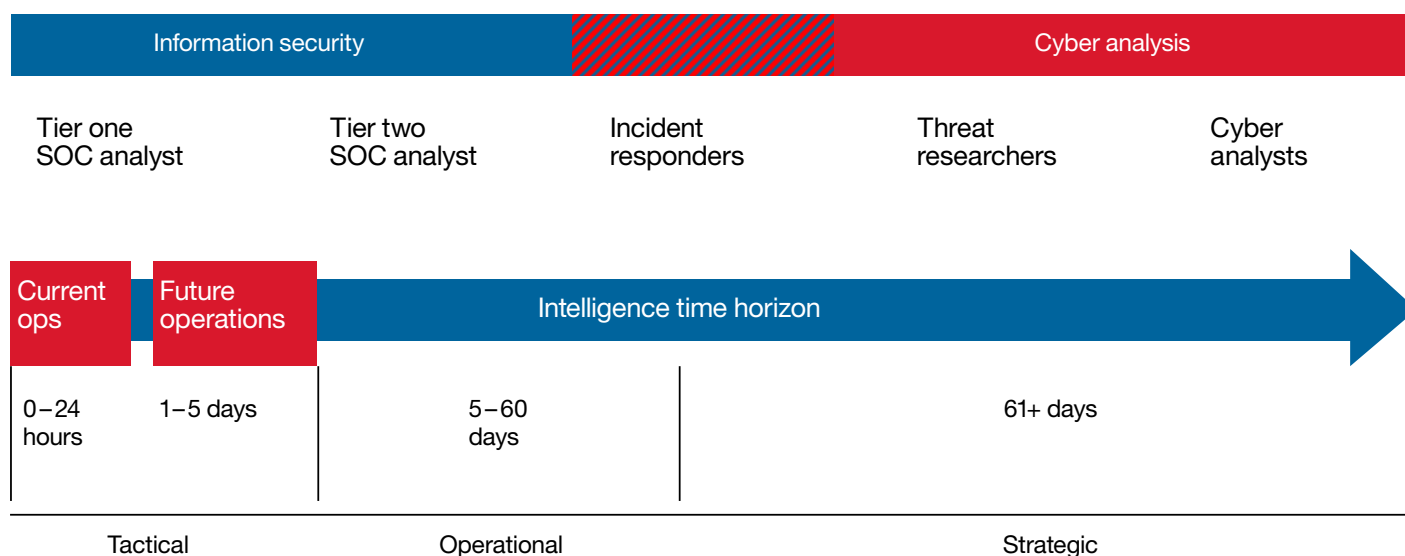 Information security
Cyber analysis
Tier one
SOC analyst
Tier two
SOC analyst
Incident
responders
Threat
researchers
Cyber
analysts
Current
ops
Future
operations
Intelligence time horizon
0–24
hours
1–5 days
5–60
days
61+ days
Tactical
Operational
Strategic